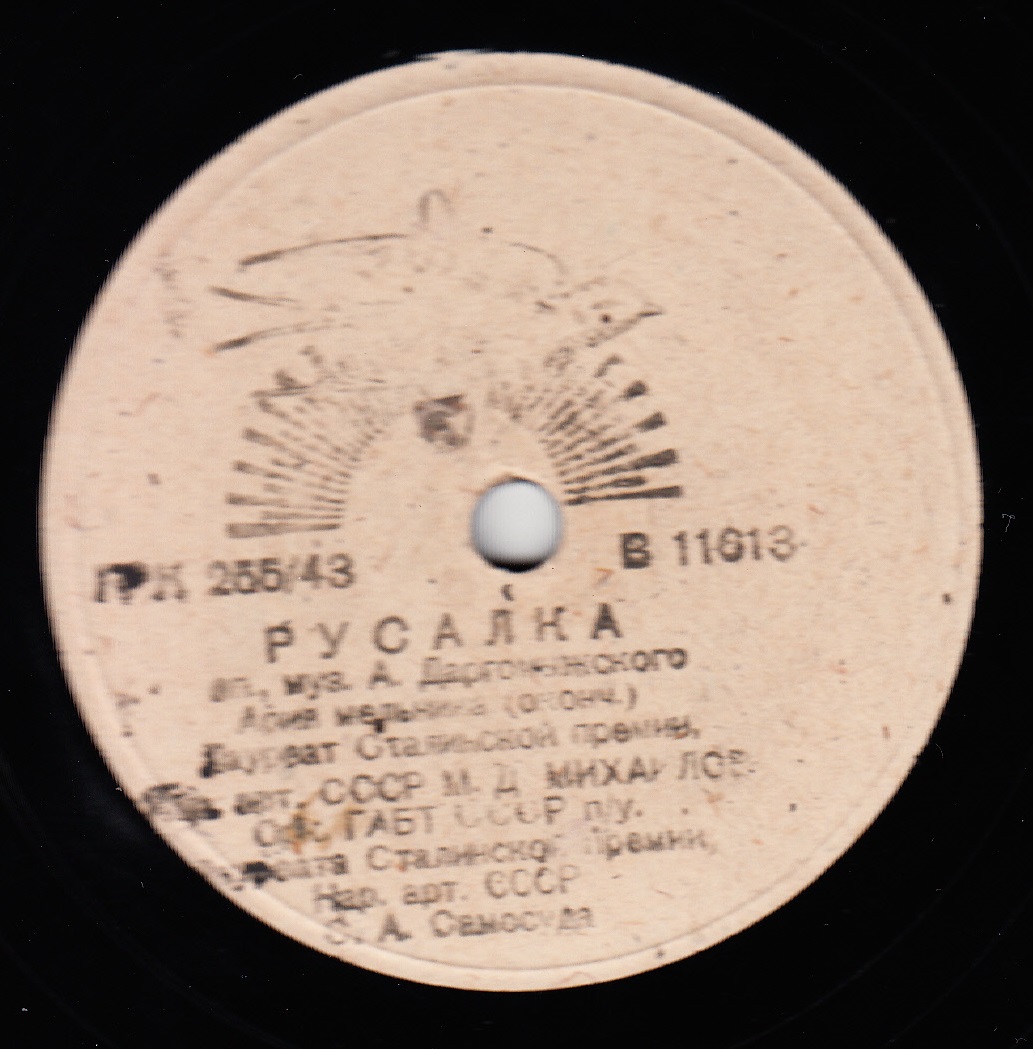 ГРК 255/43
В 11613
РУСАЛКА
оп., муз. А. Даргомыжского
Ария мельника (оконч.)
Лауреат Сталинской премии,
арт. СССР М. Д. МИХАЙЛОВ
Орк. ГАБТ СССР п/у.
Сталинской Премии,
Нар. арт. СССР
С. А. Самосуда